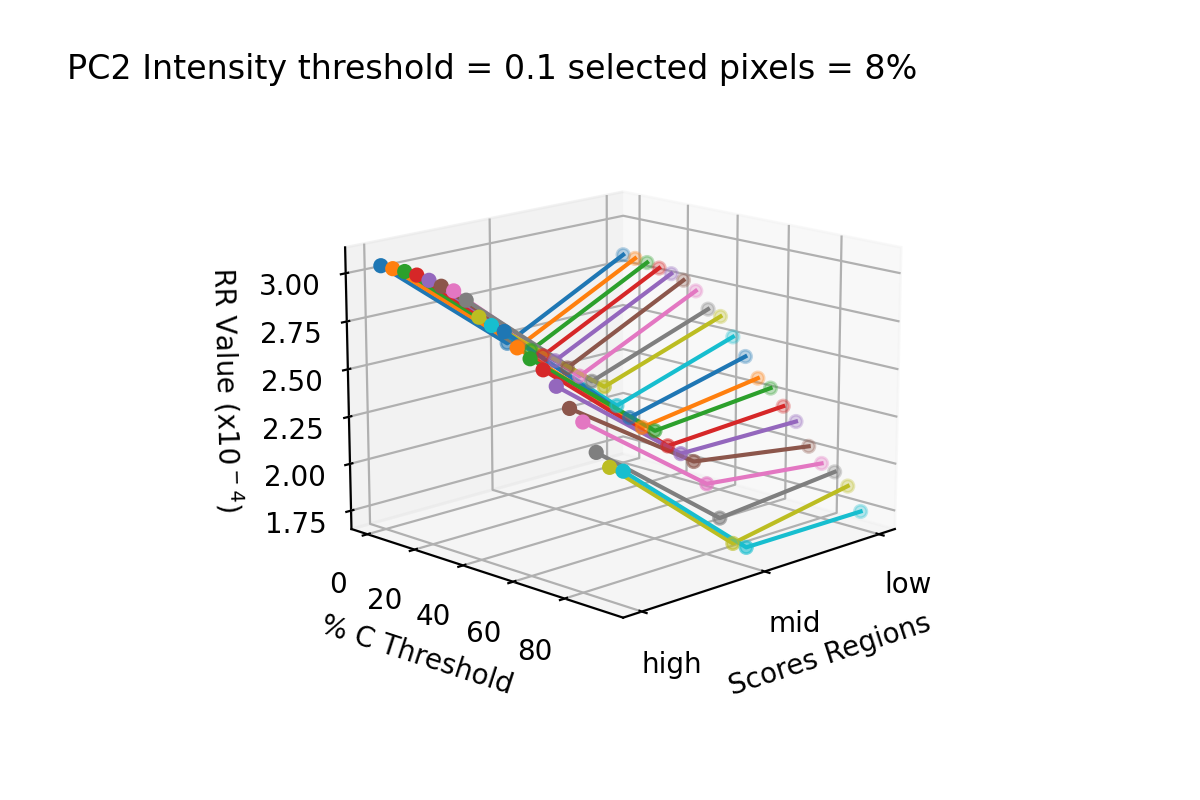 PC2 Intensity threshold = 0.1 selected pixels = 8%
RR Value (x10⁻⁴)
3.00
2.75
2.50
2.25
2.00
1.75
0
20
40
60
80
% C Threshold
high
mid
low
Scores Regions